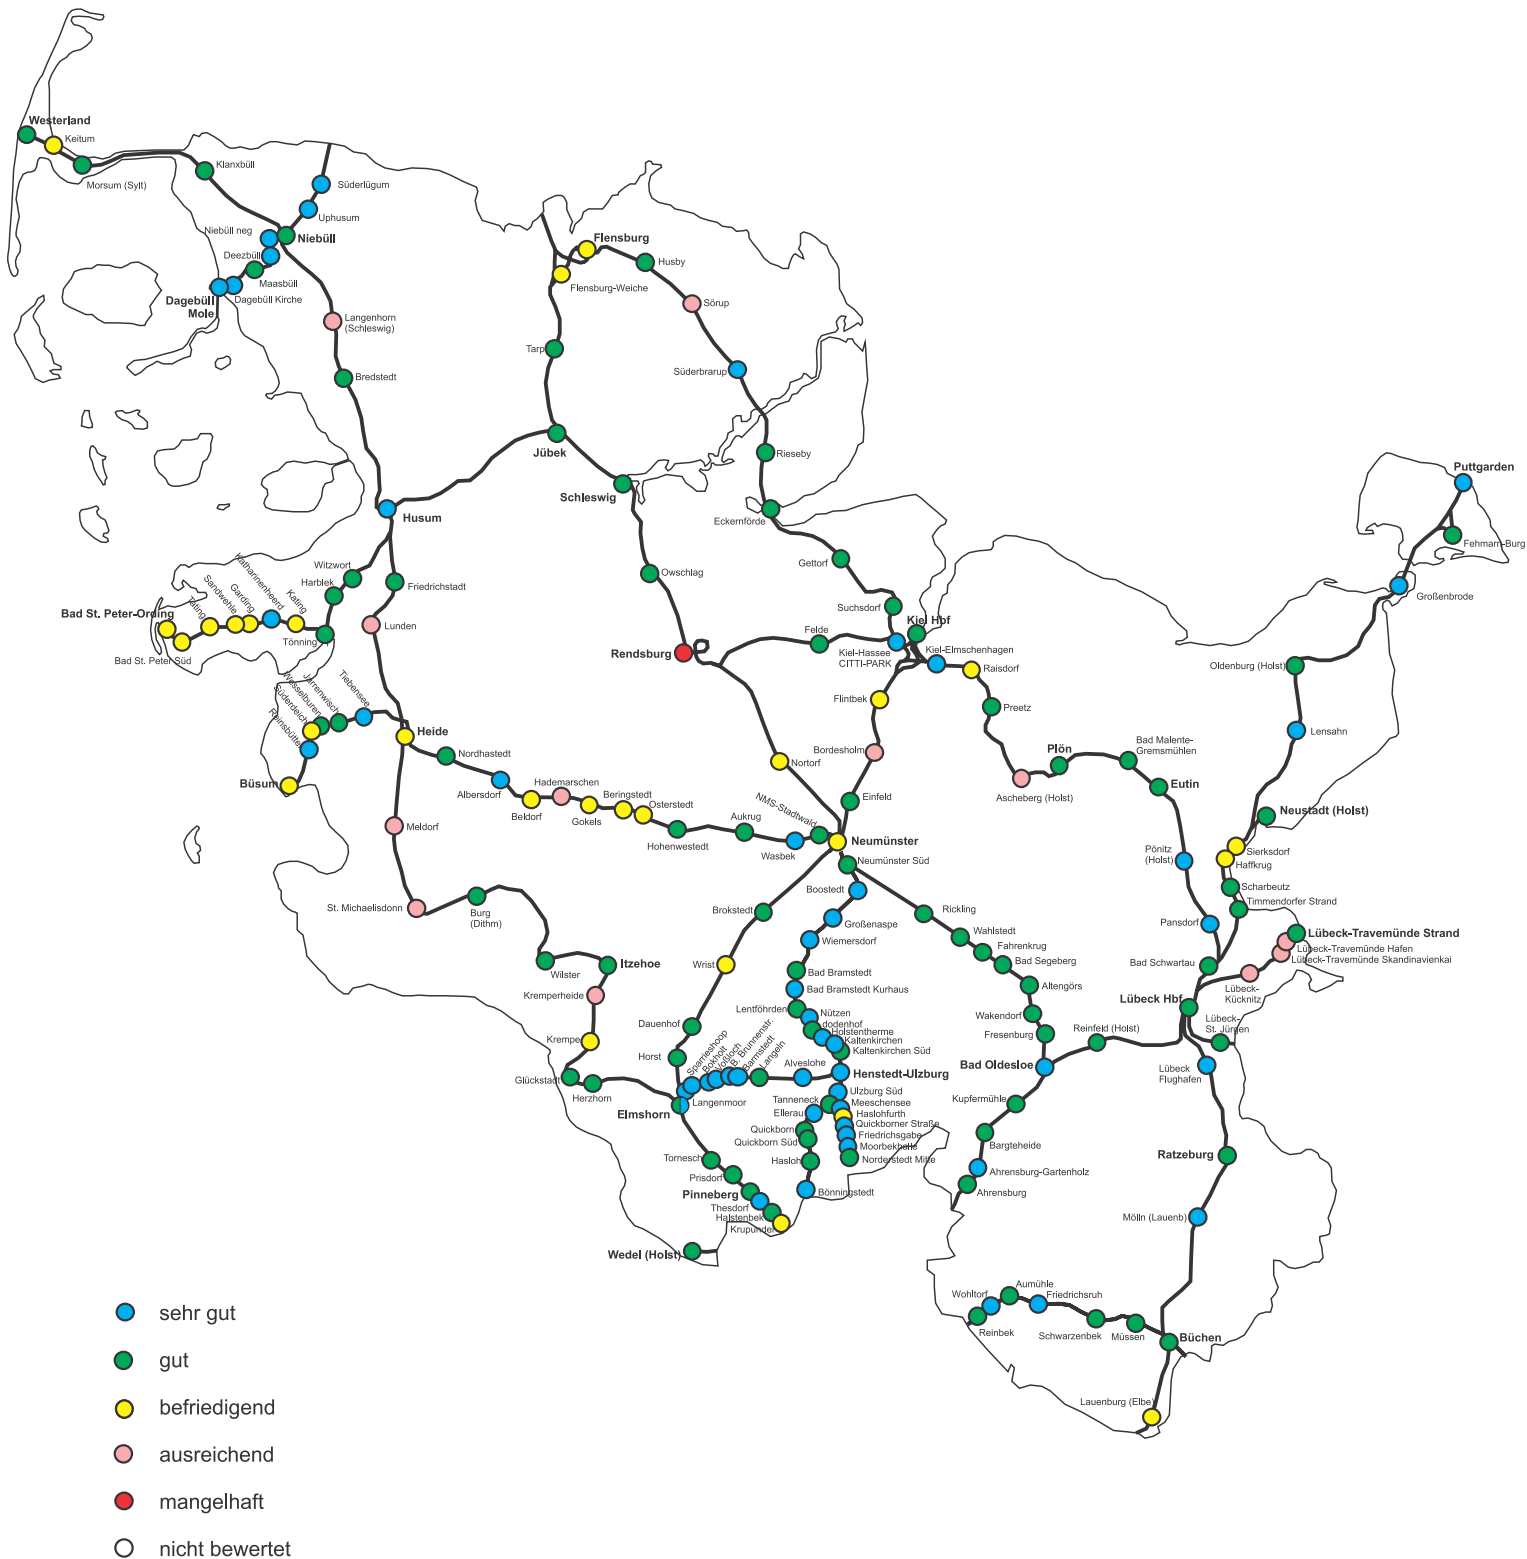 Westerland
Keitum
Morsum (Sylt)
Klanxbüll
Süderlügum
Uphusum
Niebüll neg
Niebüll
Deezbüll
Maasbüll
Dagebüll Kirche
Dagebüll
Mole
Langenhorn
(Schleswig)
Bredstedt
Flensburg
Husby
Flensburg-Weiche
Sörup
Tarp
Süderbrarup
Jübek
Rieseby
Schleswig
Husum
Eckernförde
Puttgarden
Fehmarn-Burg
Großenbrode
Witzwort
Harblek
Friedrichstadt
Owschlag
Gettorf
Katharinenheerd
Sandwehle
Garding
Kating
Tating
Bad St. Peter-Ording
Bad St. Peter Süd
Tönning
Lunden
Suchsdorf
Kiel Hbf
Felde
Rendsburg
Kiel-Hassee
CITTI-PARK
Kiel-Elmschenhagen
Raisdorf
Oldenburg (Holst)
Tiebensee
Jarrenwisch
Wesselburen
Süderdeich
Reinsbüttel
Büsum
Heide
Flintbek
Preetz
Lensahn
Nordhastedt
Bordesholm
Plön
Bad Malente-
Gremsmühlen
Nortorf
Eutin
Albersdorf
Hademarschen
Beldorf
Gokels
Beringstedt
Osterstedt
Ascheberg (Holst)
Einfeld
NMS-Stadtwald
Neustadt (Holst)
Meldorf
Aukrug
Hohenwestedt
Wasbek
Neumünster
Sierksdorf
Haffkrug
Pönitz
(Holst)
Neumünster Süd
Boostedt
Scharbeutz
Timmendorfer Strand
St. Michaelisdonn
Burg
(Dithm)
Brokstedt
Großenaspe
Rickling
Pansdorf
Wiemersdorf
Wahlstedt
Lübeck-Travemünde Strand
Lübeck-Travemünde Hafen
Lübeck-Travemünde Skandinavienkai
Fahrenkrug
Bad Segeberg
Bad Schwartau
Wilster
Itzehoe
Wrist
Bad Bramstedt
Bad Bramstedt Kurhaus
Altengörs
Lübeck-
Kücknitz
Kremperheide
Lübeck Hbf
Lentföhrden
Nützen
Wakendorf
dodenhof
Dauenhof
Lübeck-
St. Jürgen
Holstentherme
Fresenburg
Reinfeld (Holst)
Krempe
Kaltenkirchen
Kaltenkirchen Süd
Horst
Sparrieshoop
Bokholt
Voßloch
B. Brunnenstr.
Barmstedt
Langeln
Alveslohe
Henstedt-Ulzburg
Bad Oldesloe
Lübeck
Flughafen
Glückstadt
Herzhorn
Elmshorn
Langenmoor
Ulzburg Süd
Tanneneck
Meeschensee
Kupfermühle
Ellerau
Haslohfurth
Quickborner Straße
Quickborn
Friedrichsgabe
Quickborn Süd
Moorbekhalle
Bargteheide
Tornesch
Hasloh
Norderstedt Mitte
Ratzeburg
Prisdorf
Ahrensburg-Gartenholz
Pinneberg
Bönningstedt
Ahrensburg
Thesdorf
Halstenbek
Krupunder
Mölln (Lauenb)
Wedel (Holst)
Aumühle
Wohltorf
Friedrichsruh
Reinbek
Schwarzenbek
Müssen
Büchen
Lauenburg (Elbe)
sehr gut
gut
befriedigend
ausreichend
mangelhaft
nicht bewertet